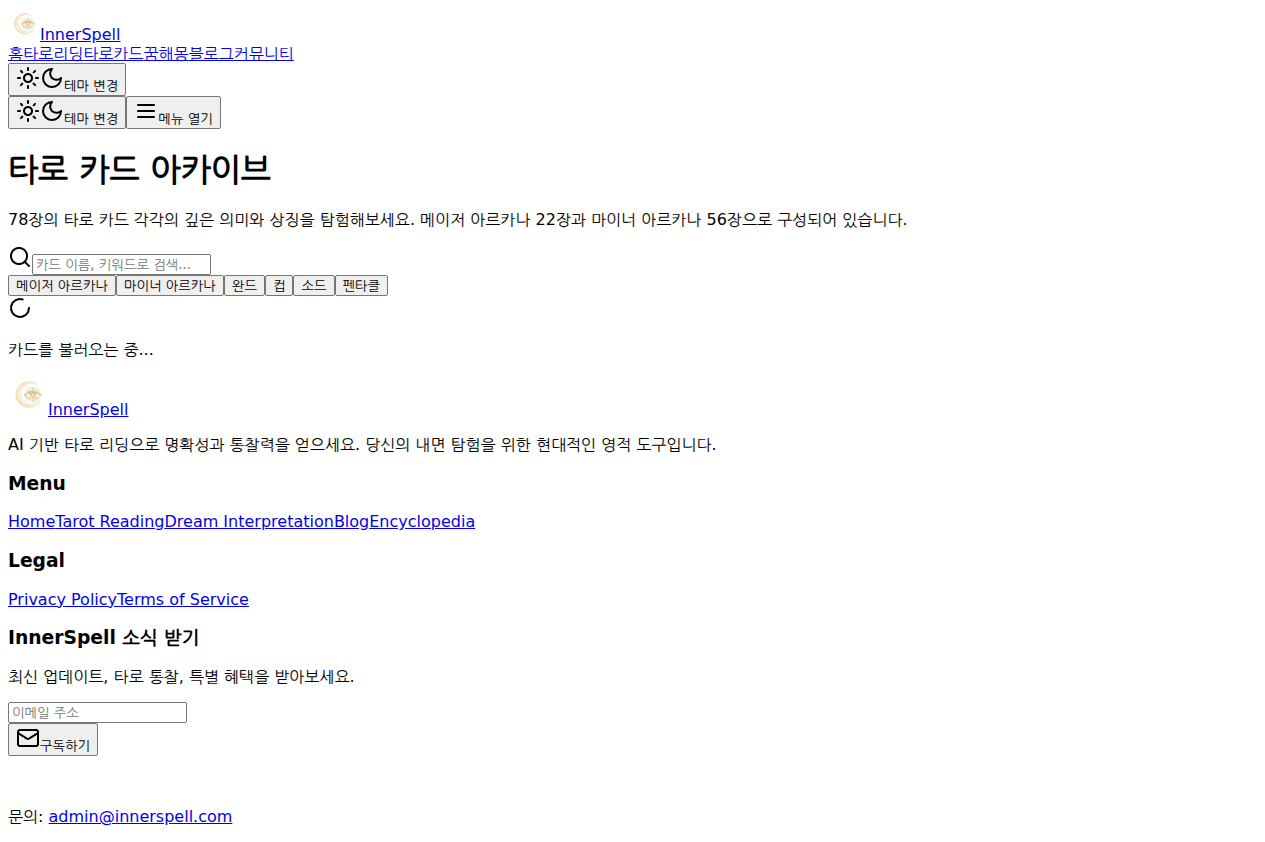 InnerSpell
홈타로리딩타로카드꿈해몽블로그커뮤니티
테마 변경
테마 변경 메뉴 열기
타로 카드 아카이브
78장의 타로 카드 각각의 깊은 의미와 상징을 탐험해보세요. 메이저 아르카나 22장과 마이너 아르카나 56장으로 구성되어 있습니다.
카드 이름, 키워드로 검색...
메이저 아르카나 마이너 아르카나 완드 컵 소드 펜타클
카드를 불러오는 중...
InnerSpell
AI 기반 타로 리딩으로 명확성과 통찰력을 얻으세요. 당신의 내면 탐험을 위한 현대적인 영적 도구입니다.
Menu
HomeTarot ReadingDream InterpretationBlogEncyclopedia
Legal
Privacy PolicyTerms of Service
InnerSpell 소식 받기
최신 업데이트, 타로 통찰, 특별 혜택을 받아보세요.
이메일 주소
구독하기
문의: admin@innerspell.com